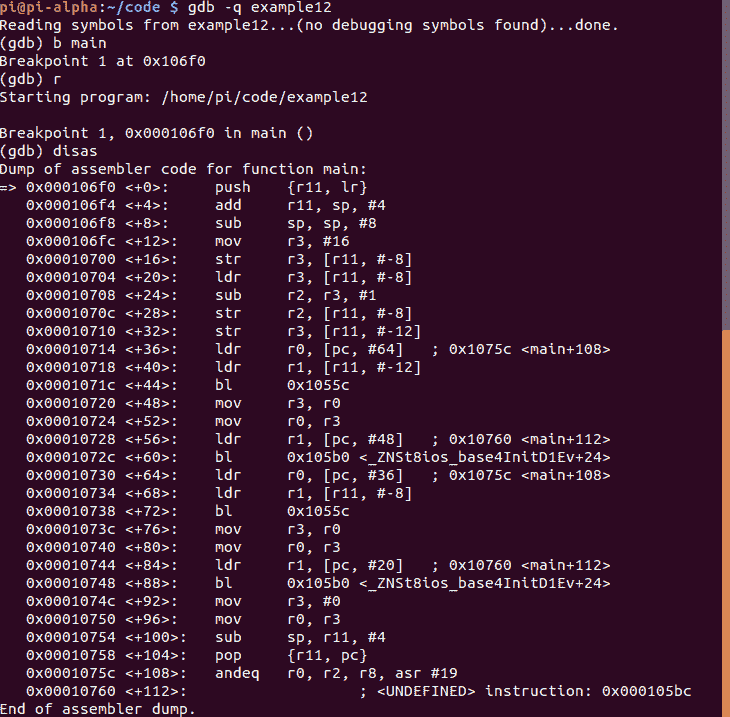 pi@pi-alpha:~/code $ gdb -q example12
Reading symbols from example12...(no debugging symbols found)...done.
(gdb) b main
Breakpoint 1 at 0x106f0
(gdb) r
Starting program: /home/pi/code/example12

Breakpoint 1, 0x000106f0 in main ()
(gdb) disas
Dump of assembler code for function main:
=> 0x000106f0 <+0>:     push    {r11, lr}
   0x000106f4 <+4>:     add     r11, sp, #4
   0x000106f8 <+8>:     sub     sp, sp, #8
   0x000106fc <+12>:    mov     r3, #16
   0x00010700 <+16>:    str     r3, [r11, #-8]
   0x00010704 <+20>:    ldr     r3, [r11, #-8]
   0x00010708 <+24>:    sub     r2, r3, #1
   0x0001070c <+28>:    str     r2, [r11, #-8]
   0x00010710 <+32>:    str     r3, [r11, #-12]
   0x00010714 <+36>:    ldr     r0, [pc, #64]   ; 0x1075c <main+108>
   0x00010718 <+40>:    ldr     r1, [r11, #-12]
   0x0001071c <+44>:    bl      0x1055c
   0x00010720 <+48>:    mov     r3, r0
   0x00010724 <+52>:    mov     r0, r3
   0x00010728 <+56>:    ldr     r1, [pc, #48]   ; 0x10760 <main+112>
   0x0001072c <+60>:    bl      0x105b0 <_ZNSt8ios_base4InitD1Ev+24>
   0x00010730 <+64>:    ldr     r0, [pc, #36]   ; 0x1075c <main+108>
   0x00010734 <+68>:    ldr     r1, [r11, #-8]
   0x00010738 <+72>:    bl      0x1055c
   0x0001073c <+76>:    mov     r3, r0
   0x00010740 <+80>:    mov     r0, r3
   0x00010744 <+84>:    ldr     r1, [pc, #20]   ; 0x10760 <main+112>
   0x00010748 <+88>:    bl      0x105b0 <_ZNSt8ios_base4InitD1Ev+24>
   0x0001074c <+92>:    mov     r3, #0
   0x00010750 <+96>:    mov     r0, r3
   0x00010754 <+100>:   sub     sp, r11, #4
   0x00010758 <+104>:   pop     {r11, pc}
   0x0001075c <+108>:   andeq   r0, r2, r8, asr #19
   0x00010760 <+112>:                   ; <UNDEFINED> instruction: 0x000105bc
End of assembler dump.